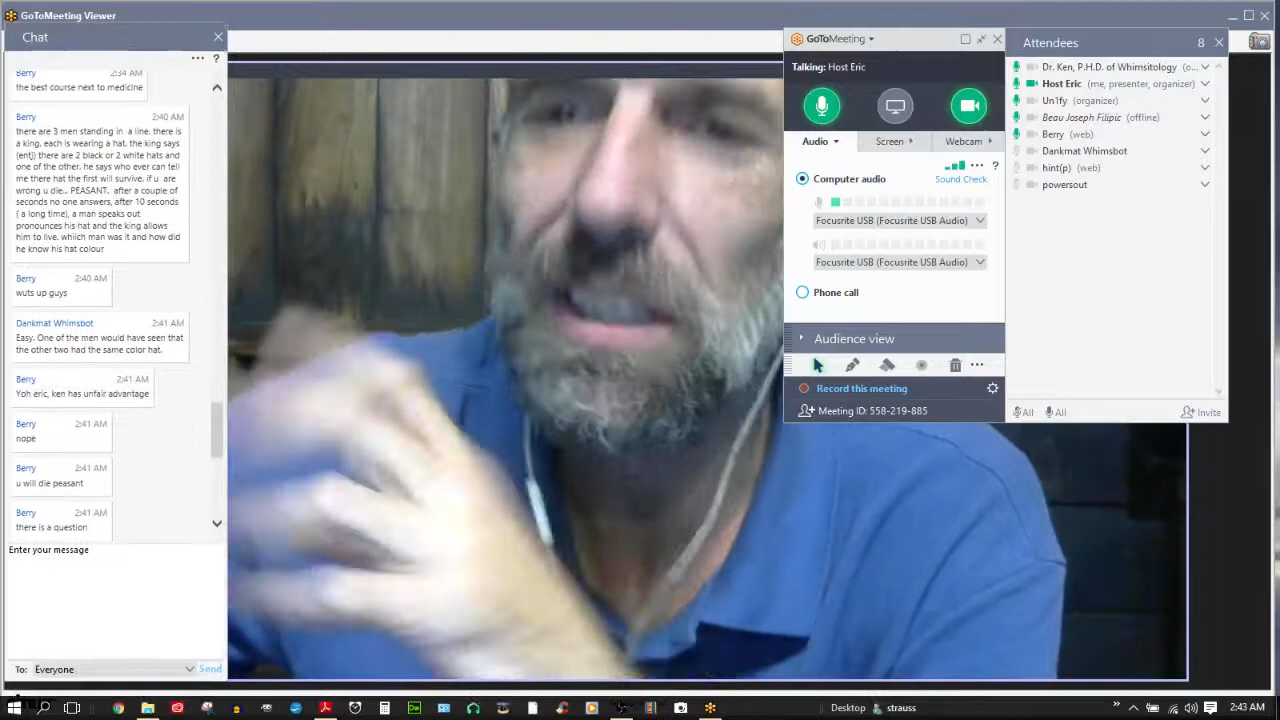 GoToMeeting Viewer
Chat
?
Berry 2:34 AM
the best course next to medicine
Berry 2:40 AM
there are 3 men standing in a line. there is
a king. each is wearing a hat. the king says
(entj) there are 2 black or 2 white hats and
one of the other. he says who ever can tell
me there hat the first will survive. if u are
wrong u die... PEASANT. after a couple of
seconds no one answers, after 10 seconds
( a long time), a man speaks out
pronounces his hat and the king allows
him to live. whiich man was it and how did
he know his hat colour
Berry 2:40 AM
wuts up guys
Dankmat Whimsbot 2:41 AM
Easy. One of the men would have seen that
the other two had the same color hat.
Berry 2:41 AM
Yoh eric, ken has unfair advantage
Berry 2:41 AM
nope
Berry 2:41 AM
u will die peasant
Berry 2:41 AM
there is a question
Enter your message
To: Everyone Send
GoToMeeting
Talking: Host Eric
Audio Screen Webcam
?
Computer audio Sound Check
Focusrite USB (Focusrite USB Audio)
Focusrite USB (Focusrite USB Audio)
Phone call
Audience view
Record this meeting
Meeting ID: 558-219-885
Attendees 8
Dr. Ken, P.H.D. of Whimsitology (o...
Host Eric (me, presenter, organizer)
Un1fy (organizer)
Beau Joseph Filipic (offline)
Berry (web)
Dankmat Whimsbot
hint(p) (web)
powersout
All All Invite
Dw
Desktop strauss 2:43 AM